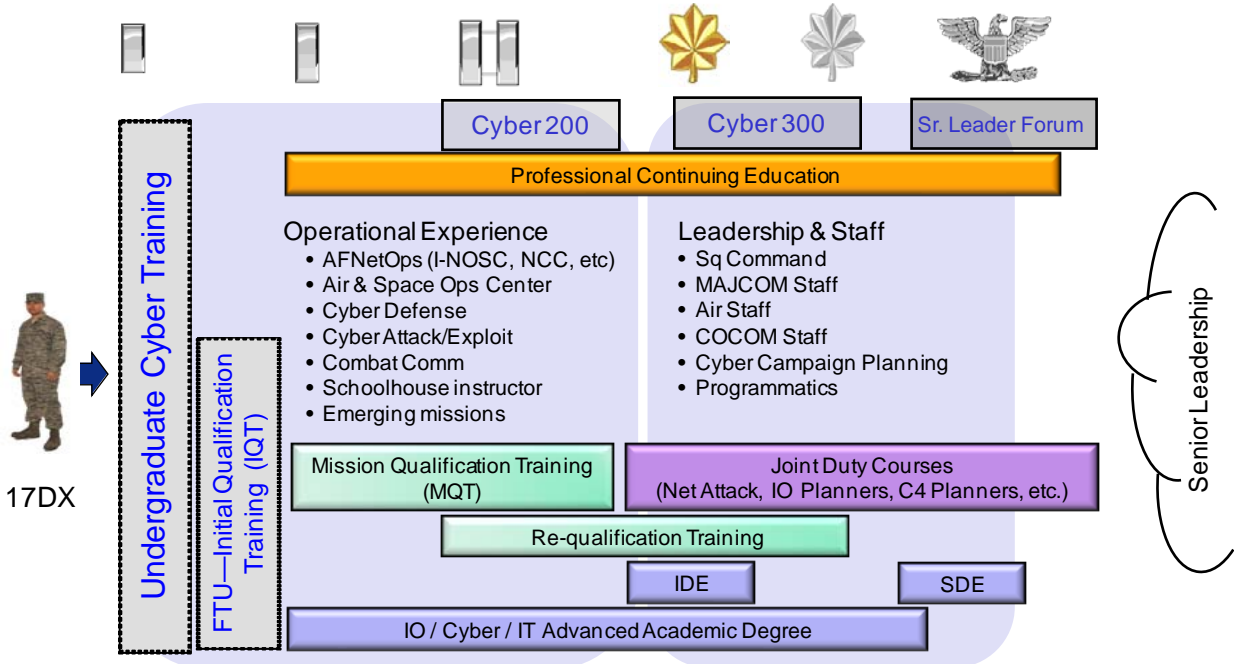 Cyber 200
Cyber 300
Sr. Leader Forum
Professional Continuing Education
Undergraduate Cyber Training
FTU—Initial Qualification
Training (IQT)
17DX
Operational Experience
• AFNetOps (I-NOSC, NCC, etc)
• Air & Space Ops Center
• Cyber Defense
• Cyber Attack/Exploit
• Combat Comm
• Schoolhouse instructor
• Emerging missions
Leadership & Staff
• Sq Command
• MAJCOM Staff
• Air Staff
• COCOM Staff
• Cyber Campaign Planning
• Programmatics
Mission Qualification Training
(MQT)
Joint Duty Courses
(Net Attack, IO Planners, C4 Planners, etc.)
Re-qualification Training
IDE
SDE
IO / Cyber / IT Advanced Academic Degree
Senior Leadership